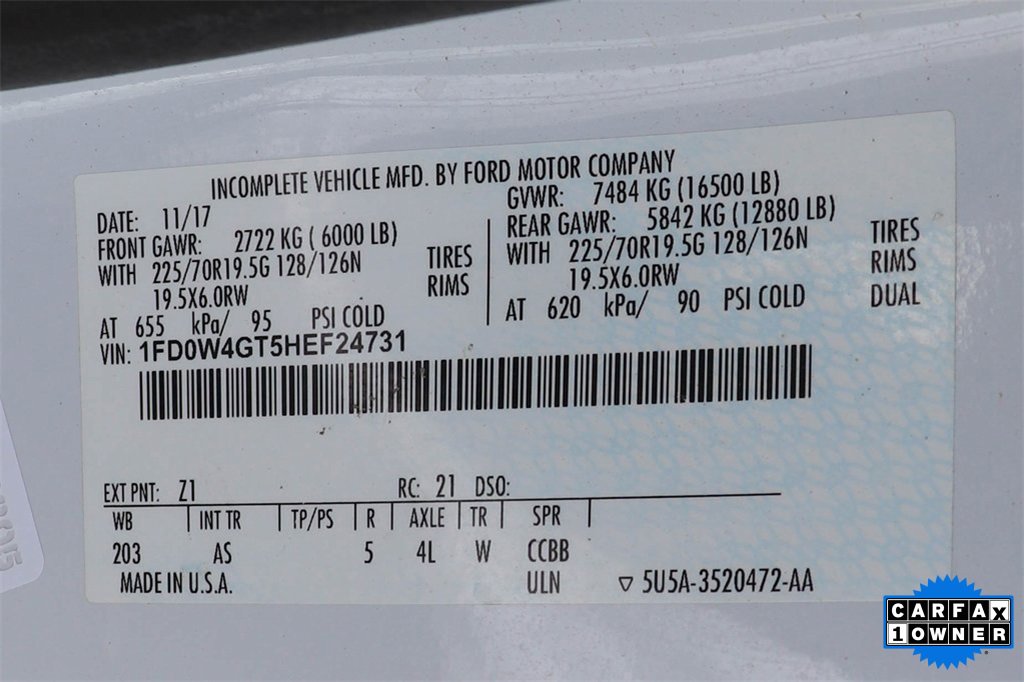 INCOMPLETE VEHICLE MFD. BY FORD MOTOR COMPANY
DATE: 11/17
FRONT GAWR: 2722 KG ( 6000 LB)
WITH 225/70R19.5G 128/126N TIRES
19.5X6.0RW RIMS
AT 655 kPa/ 95 PSI COLD
GVWR: 7484 KG (16500 LB)
REAR GAWR: 5842 KG (12880 LB)
WITH 225/70R19.5G 128/126N TIRES
19.5X6.0RW RIMS
AT 620 kPa/ 90 PSI COLD DUAL
VIN: 1FD0W4GT5HEF24731
EXT PNT: Z1 RC: 21 DSO:
WB INT TR TP/PS R AXLE TR SPR
203 AS 5 4L W CCBB
MADE IN U.S.A. ULN ▽ 5U5A-3520472-AA
CARFAX
1 OWNER